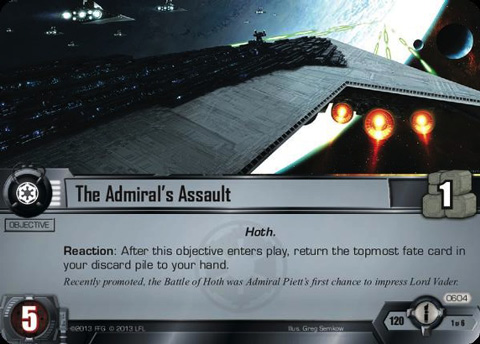 The Admiral's Assault
1
OBJECTIVE
Hoth.
Reaction: After this objective enters play, return the topmost fate card in
your discard pile to your hand.
Recently promoted, the Battle of Hoth was Admiral Piett's first chance to impress Lord Vader.
0604
5
©2013 FFG © 2013 LFL
Illus. Greg Semkow
120
1 of 6